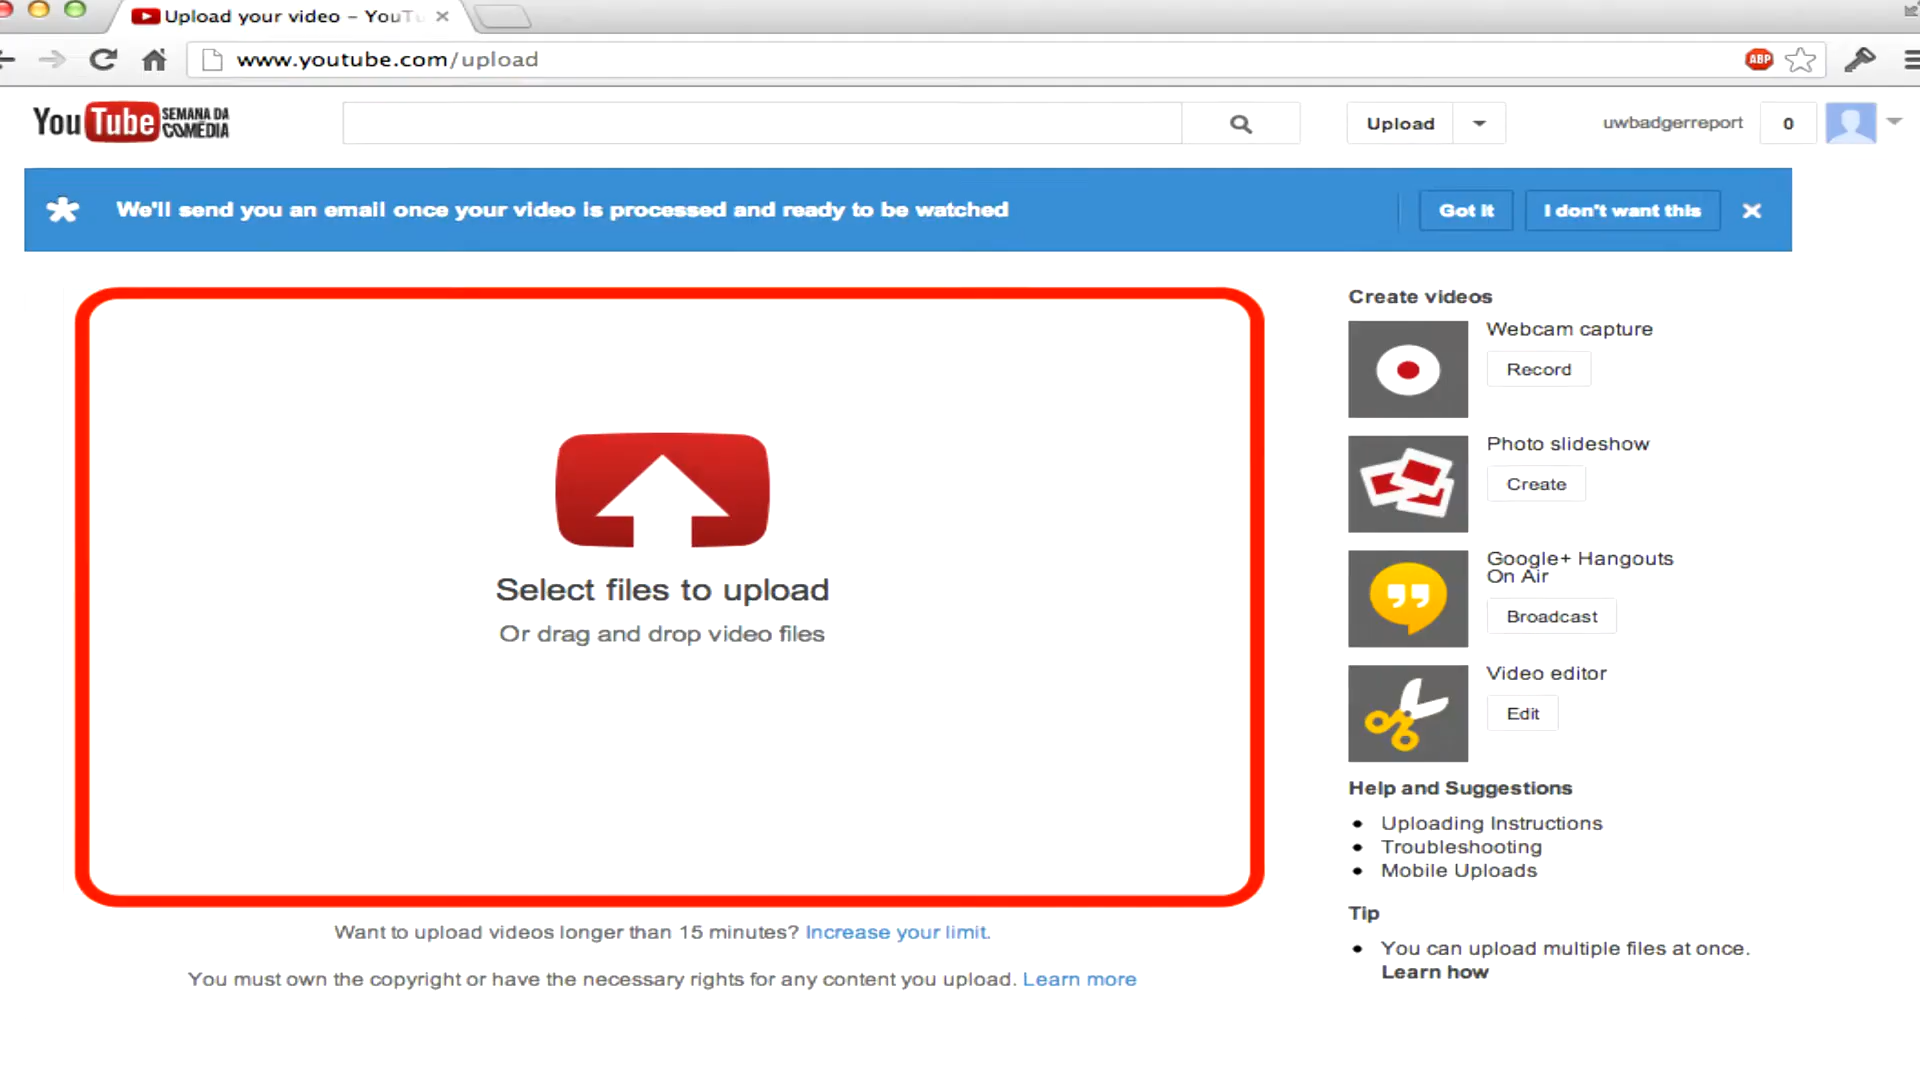 Upload your video – YouTu
www.youtube.com/upload
ABP
YouTube SEMANA DA COMÉDIA
Upload
uwbadgerreport
0
We'll send you an email once your video is processed and ready to be watched
Got it
I don't want this
Select files to upload
Or drag and drop video files
Want to upload videos longer than 15 minutes? Increase your limit.
You must own the copyright or have the necessary rights for any content you upload. Learn more
Create videos
Webcam capture
Record
Photo slideshow
Create
Google+ Hangouts
On Air
Broadcast
Video editor
Edit
Help and Suggestions
Uploading Instructions
Troubleshooting
Mobile Uploads
Tip
You can upload multiple files at once.
Learn how